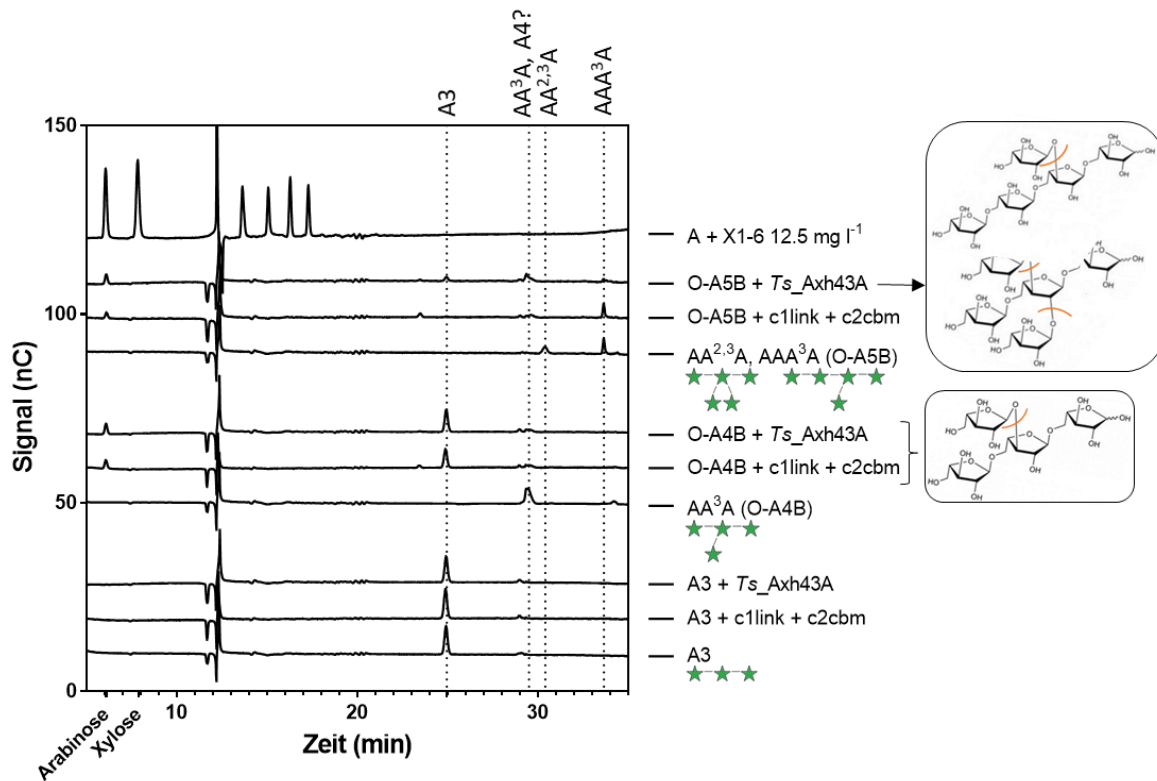 A3
AA³A, A4?
AA²,³A
AAA³A
150
100
50
0
Signal (nC)
Arabinose
Xylose
10
20
30
Zeit (min)
A + X1-6 12.5 mg l⁻¹
O-A5B + Ts_Axh43A
O-A5B + c1link + c2cbm
AA²,³A, AAA³A (O-A5B)
O-A4B + Ts_Axh43A
O-A4B + c1link + c2cbm
AA³A (O-A4B)
A3 + Ts_Axh43A
A3 + c1link + c2cbm
A3